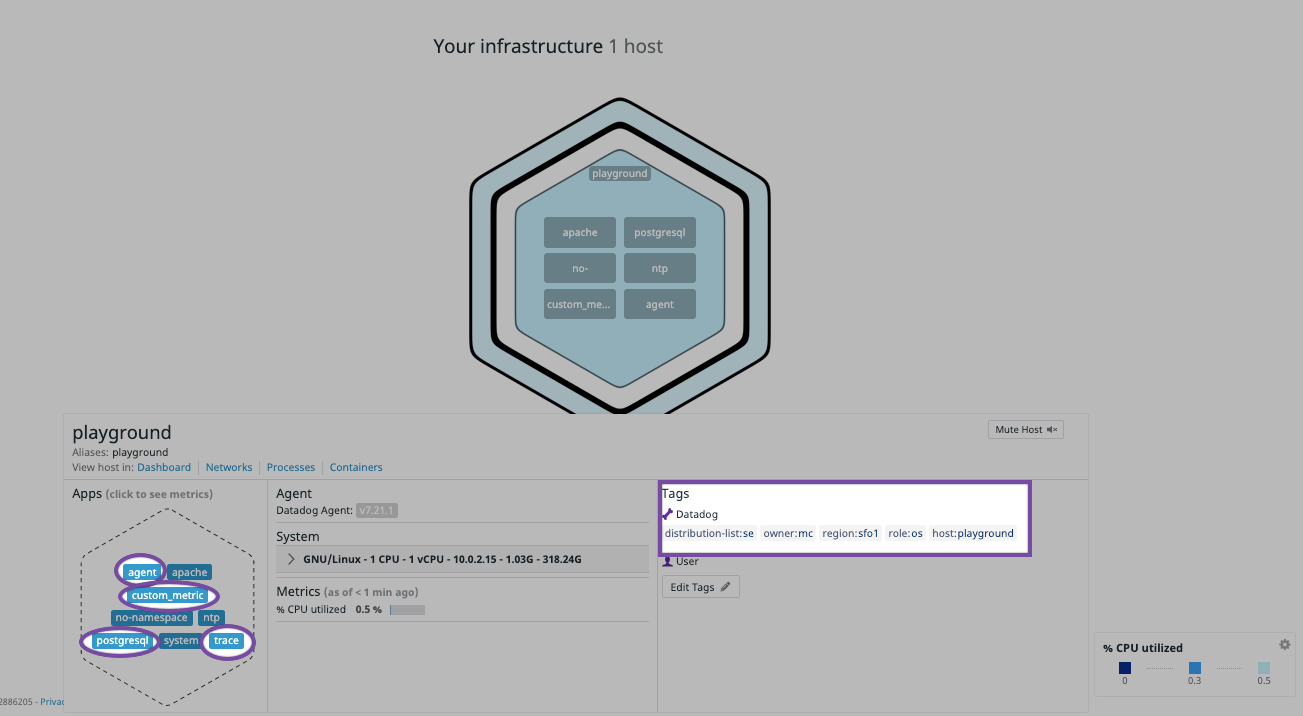 Your infrastructure 1 host
playground
apache postgresql
no- ntp
custom_me... agent
playground
Mute Host
Aliases: playground
View host in: Dashboard Networks Processes Containers
Apps (click to see metrics)
agent apache
custom_metric
no-namespace ntp
postgresql system trace
Agent
Datadog Agent: v7.21.1
System
GNU/Linux - 1 CPU - 1 vCPU - 10.0.2.15 - 1.03G - 318.24G
Metrics (as of < 1 min ago)
% CPU utilized 0.5 %
Tags
Datadog
distribution-list:se owner:mc region:sfo1 role:os host:playground
User
Edit Tags
% CPU utilized
0 0.3 0.5
2886205 - Privac